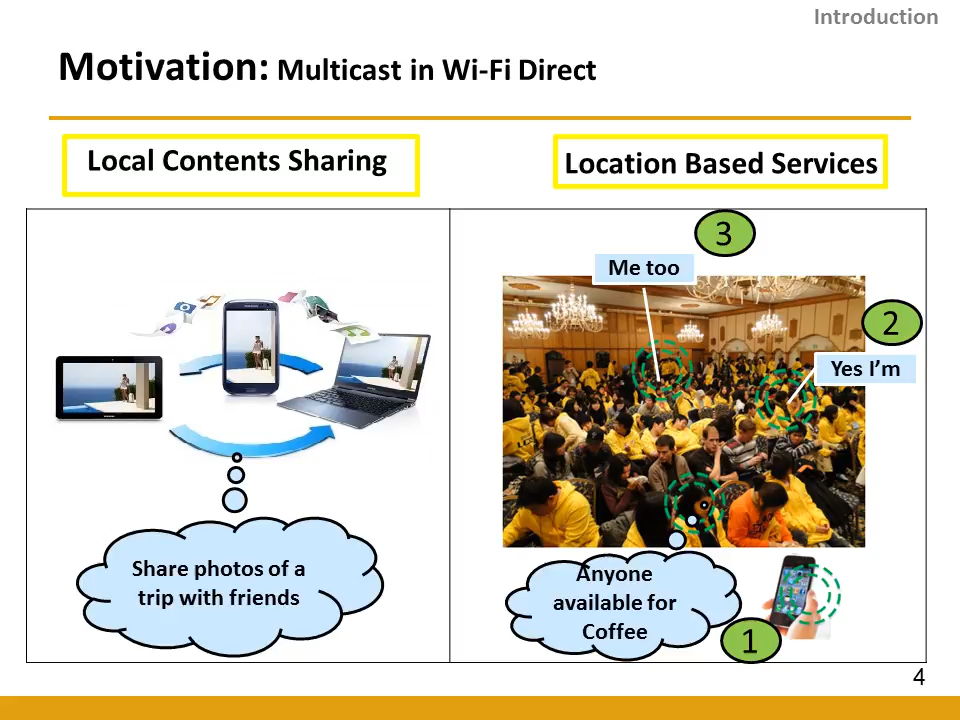 Introduction
Motivation: Multicast in Wi-Fi Direct
Local Contents Sharing
Location Based Services
3
Me too
2
Yes I'm
Share photos of a
trip with friends
Anyone
available for
Coffee
1
4